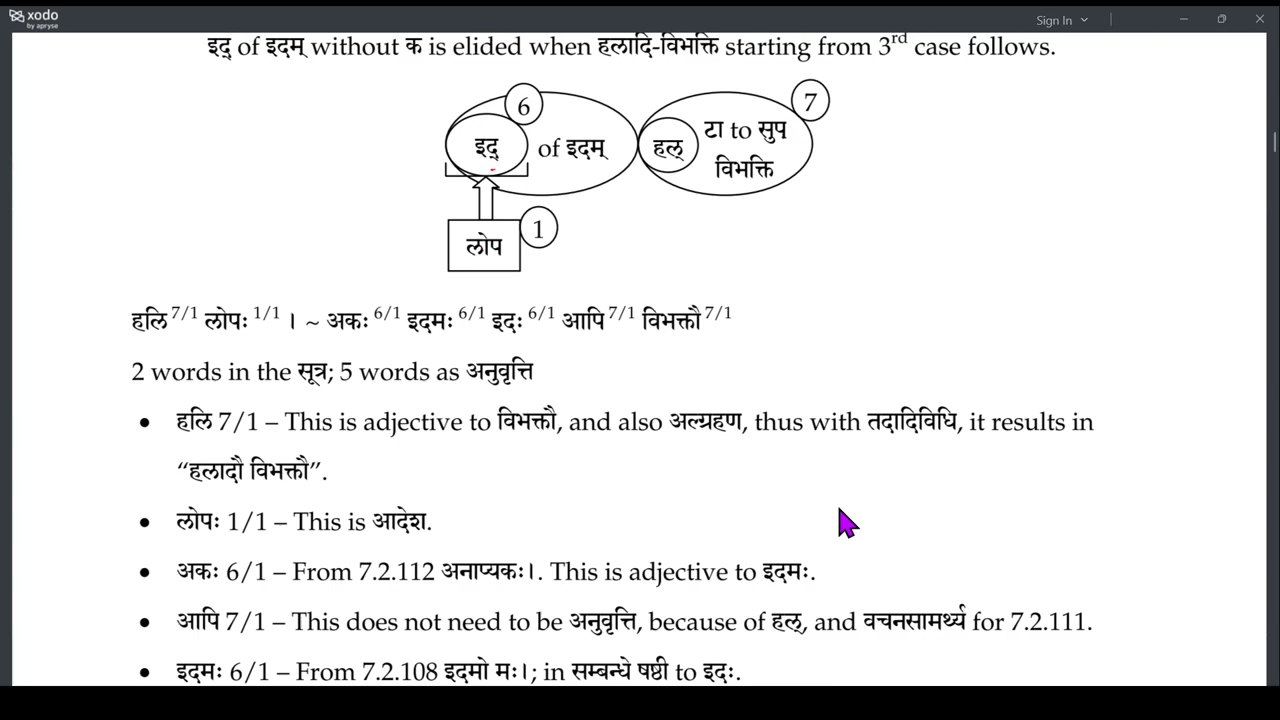 xodo
by apryse
Sign In
इद् of इदम् without क is elided when हलादि-विभक्ति starting from 3rd case follows.
6
7
इद् of इदम्
हल् टा to सुप
विभक्ति
लोप
1
हलि 7/1 लोपः 1/1 । ~ अकः 6/1 इदमः 6/1 इदः 6/1 आपि 7/1 विभक्तौ 7/1
2 words in the सूत्र; 5 words as अनुवृत्ति
• हलि 7/1 – This is adjective to विभक्तौ, and also अल्ग्रहण, thus with तदादिविधि, it results in
“हलादौ विभक्तौ”.
• लोपः 1/1 – This is आदेश.
• अकः 6/1 – From 7.2.112 अनाप्यकः।. This is adjective to इदमः.
• आपि 7/1 – This does not need to be अनुवृत्ति, because of हल्, and वचनसामर्थ्य for 7.2.111.
• इदमः 6/1 – From 7.2.108 इदमो मः।; in सम्बन्धे षष्ठी to इदः.